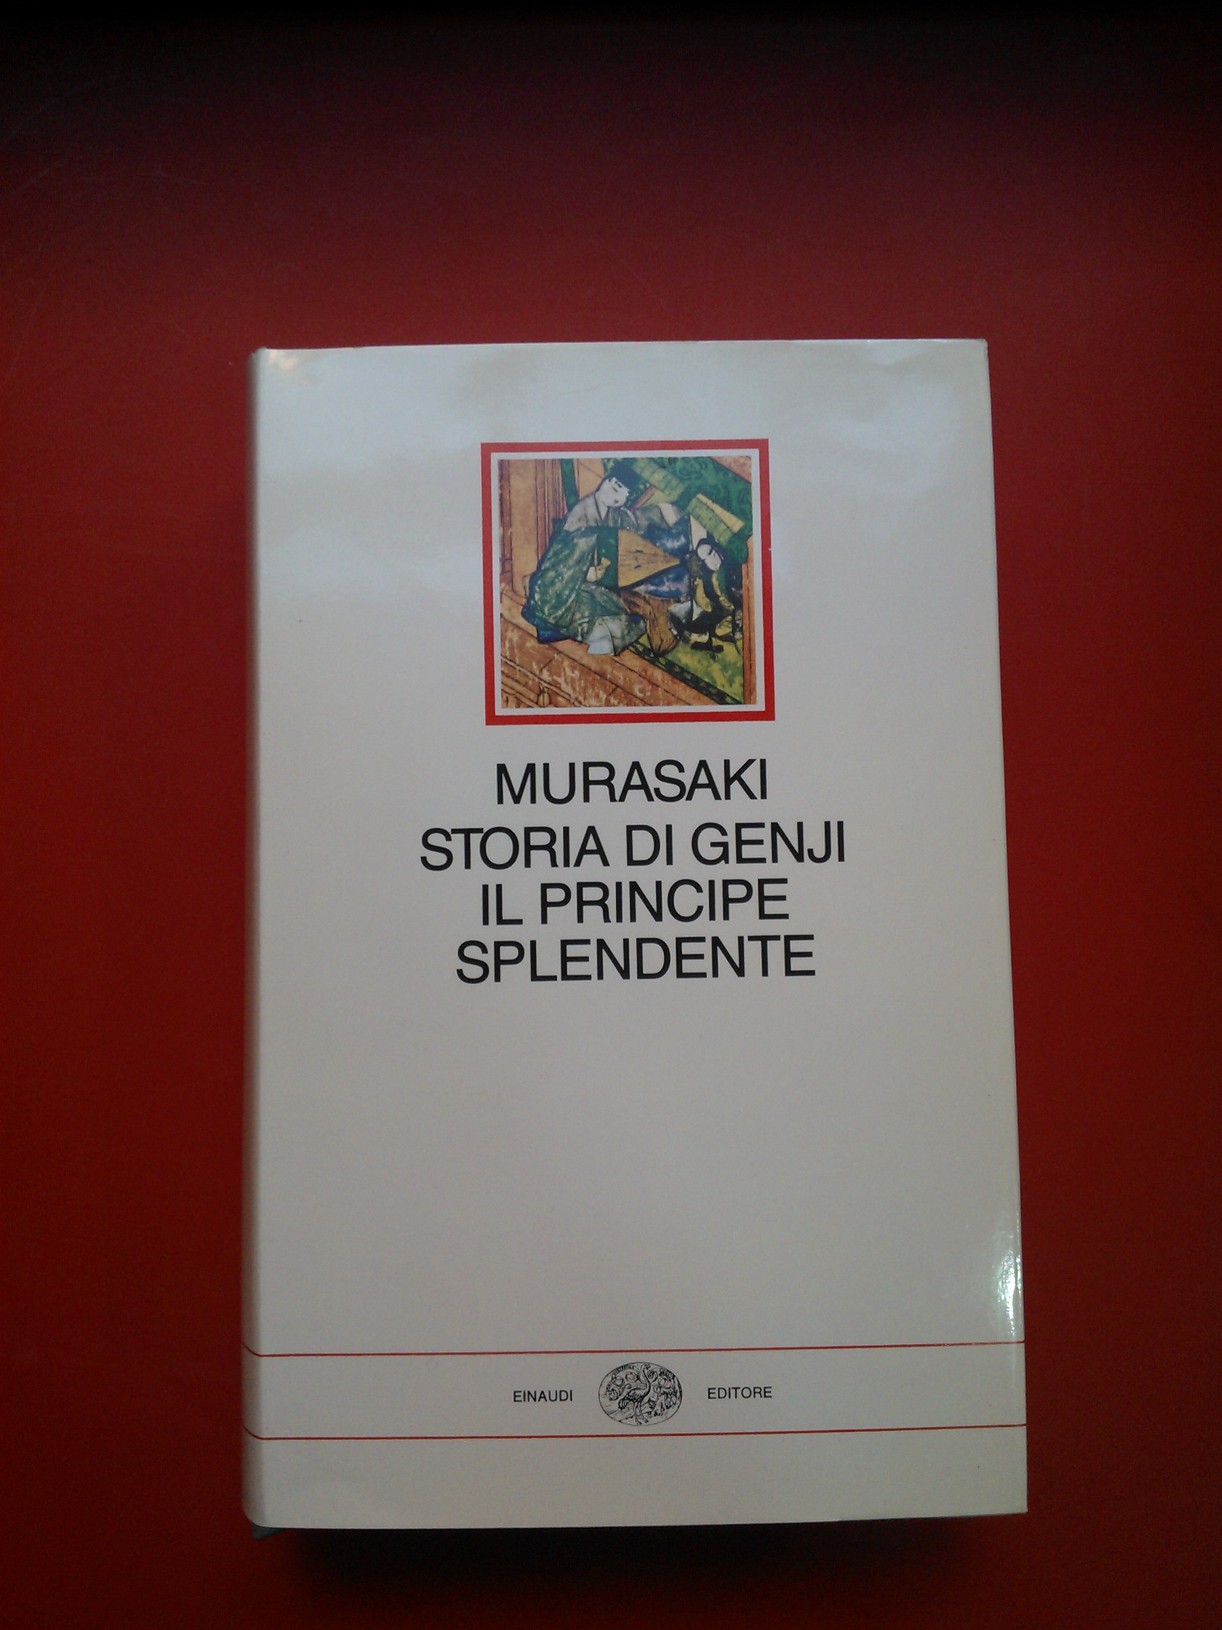 MURASAKI
STORIA DI GENJI
IL PRINCIPE
SPLENDENTE
EINAUDI EDITORE